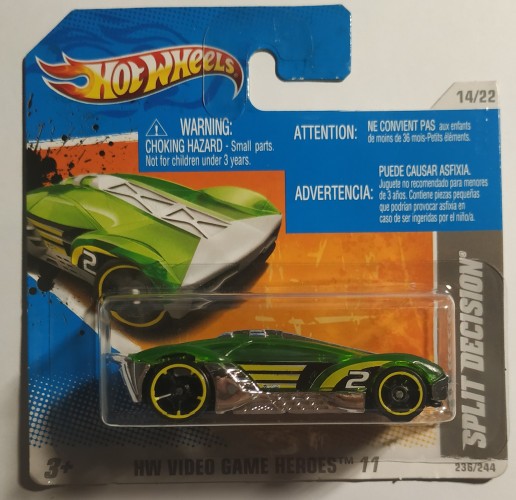 HOT WHEELS
14/22
WARNING:
CHOKING HAZARD - Small parts.
Not for children under 3 years.
ATTENTION: NE CONVIENT PAS aux enfants
de moins de 36 mois-Petits éléments.
ADVERTENCIA: PUEDE CAUSAR ASFIXIA.
Juguete no recomendado para menores
de 3 años. Contiene piezas pequeñas
que podrían provocar asfixia en
caso de ser ingeridas por el niño/a.
2
SPLIT DECISION
2
3+
HW VIDEO GAME HEROES™ 11
236/244